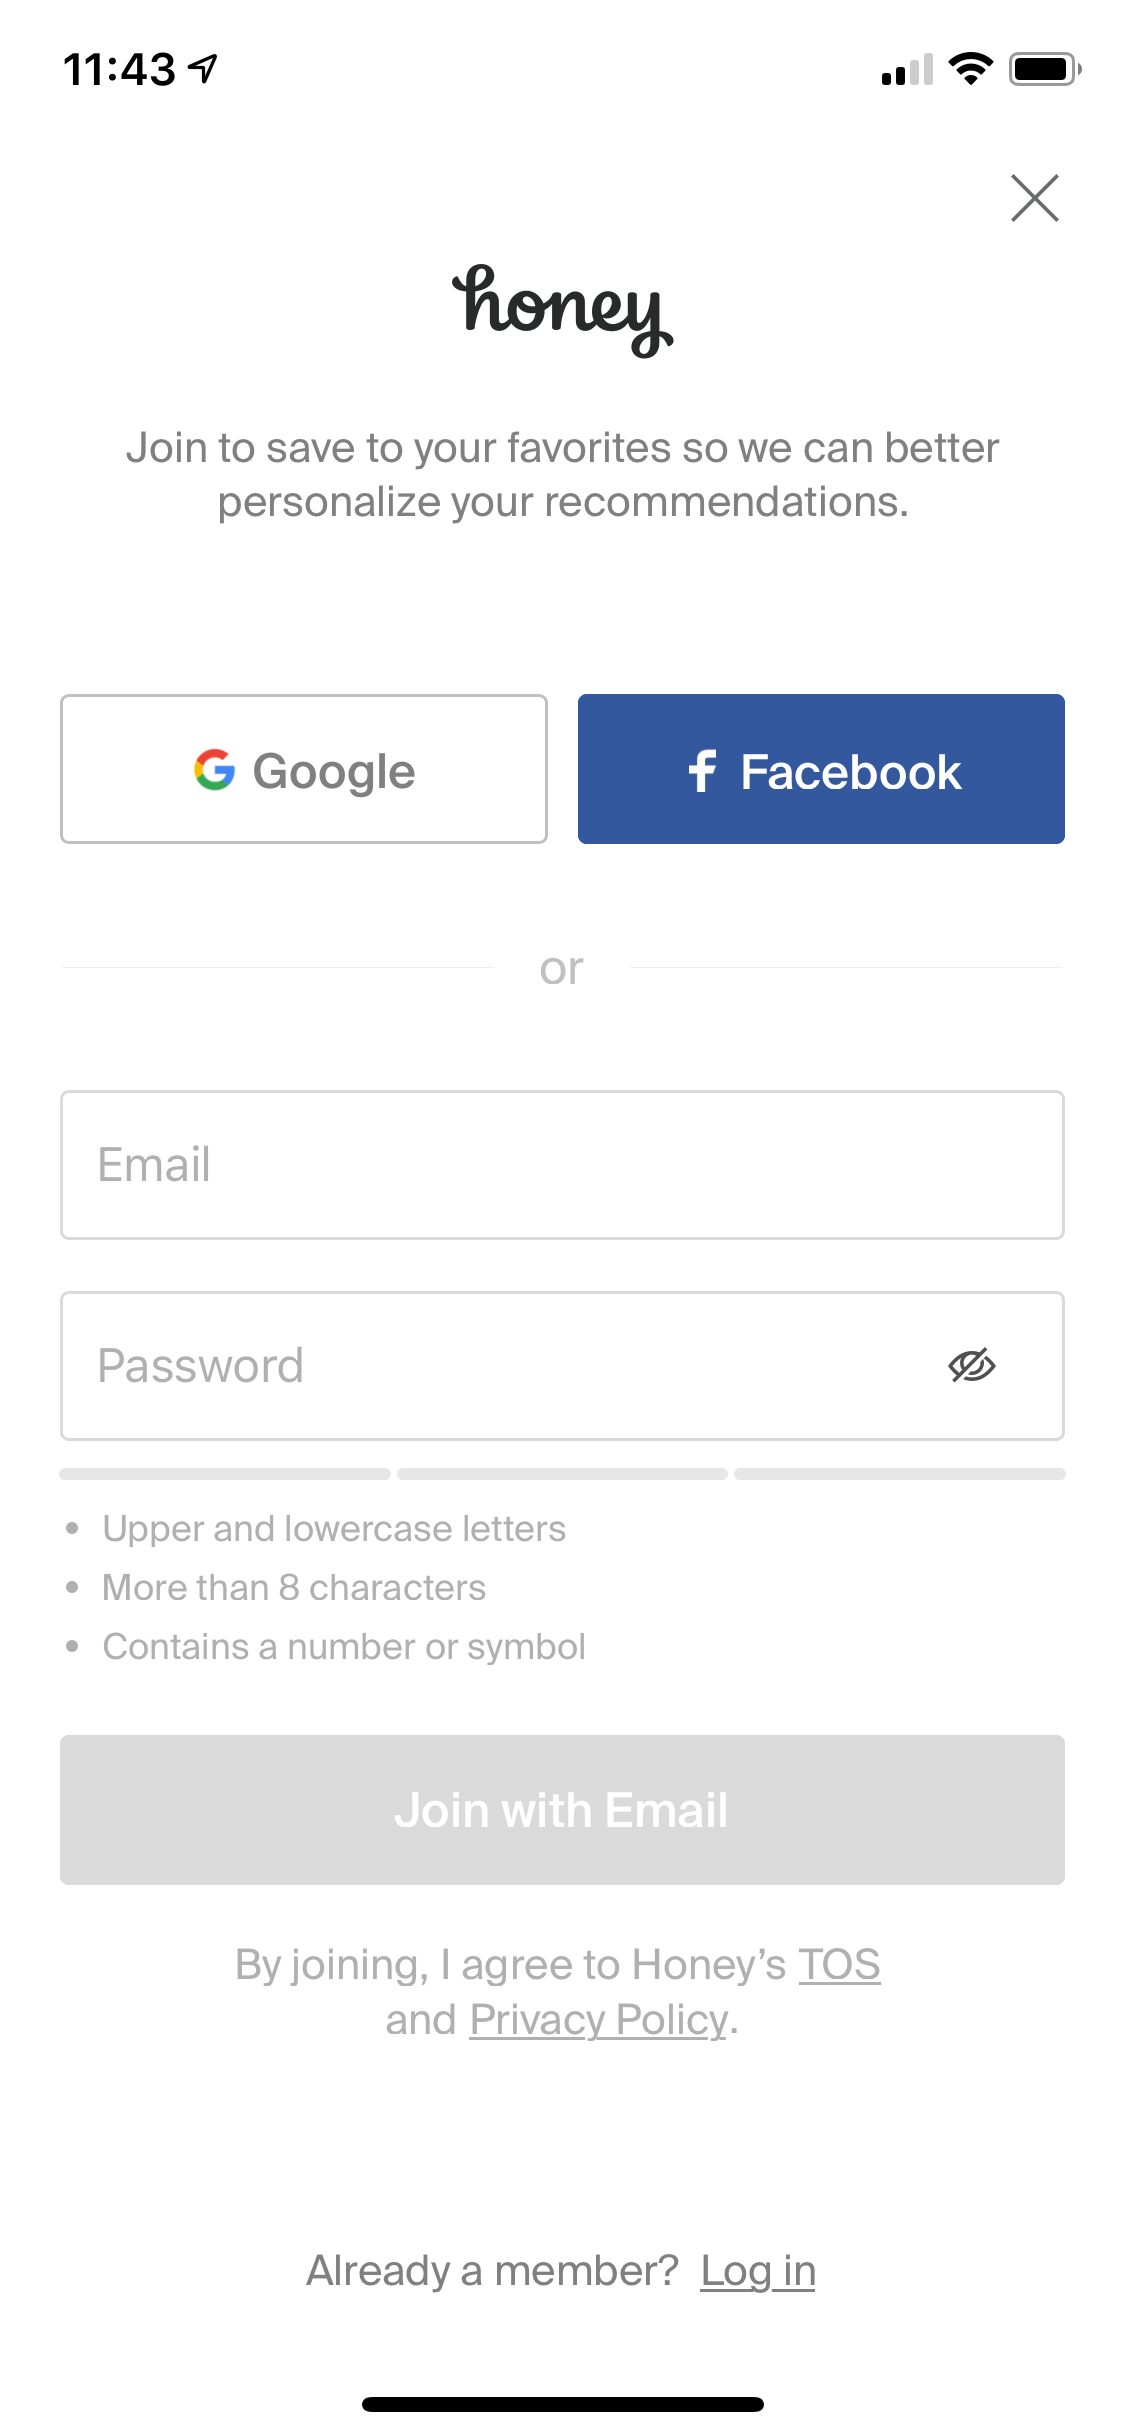 11:43
honey
Join to save to your favorites so we can better
personalize your recommendations.
Google
Facebook
or
Email
Password
• Upper and lowercase letters
• More than 8 characters
• Contains a number or symbol
Join with Email
By joining, I agree to Honey’s TOS
and Privacy Policy.
Already a member? Log in